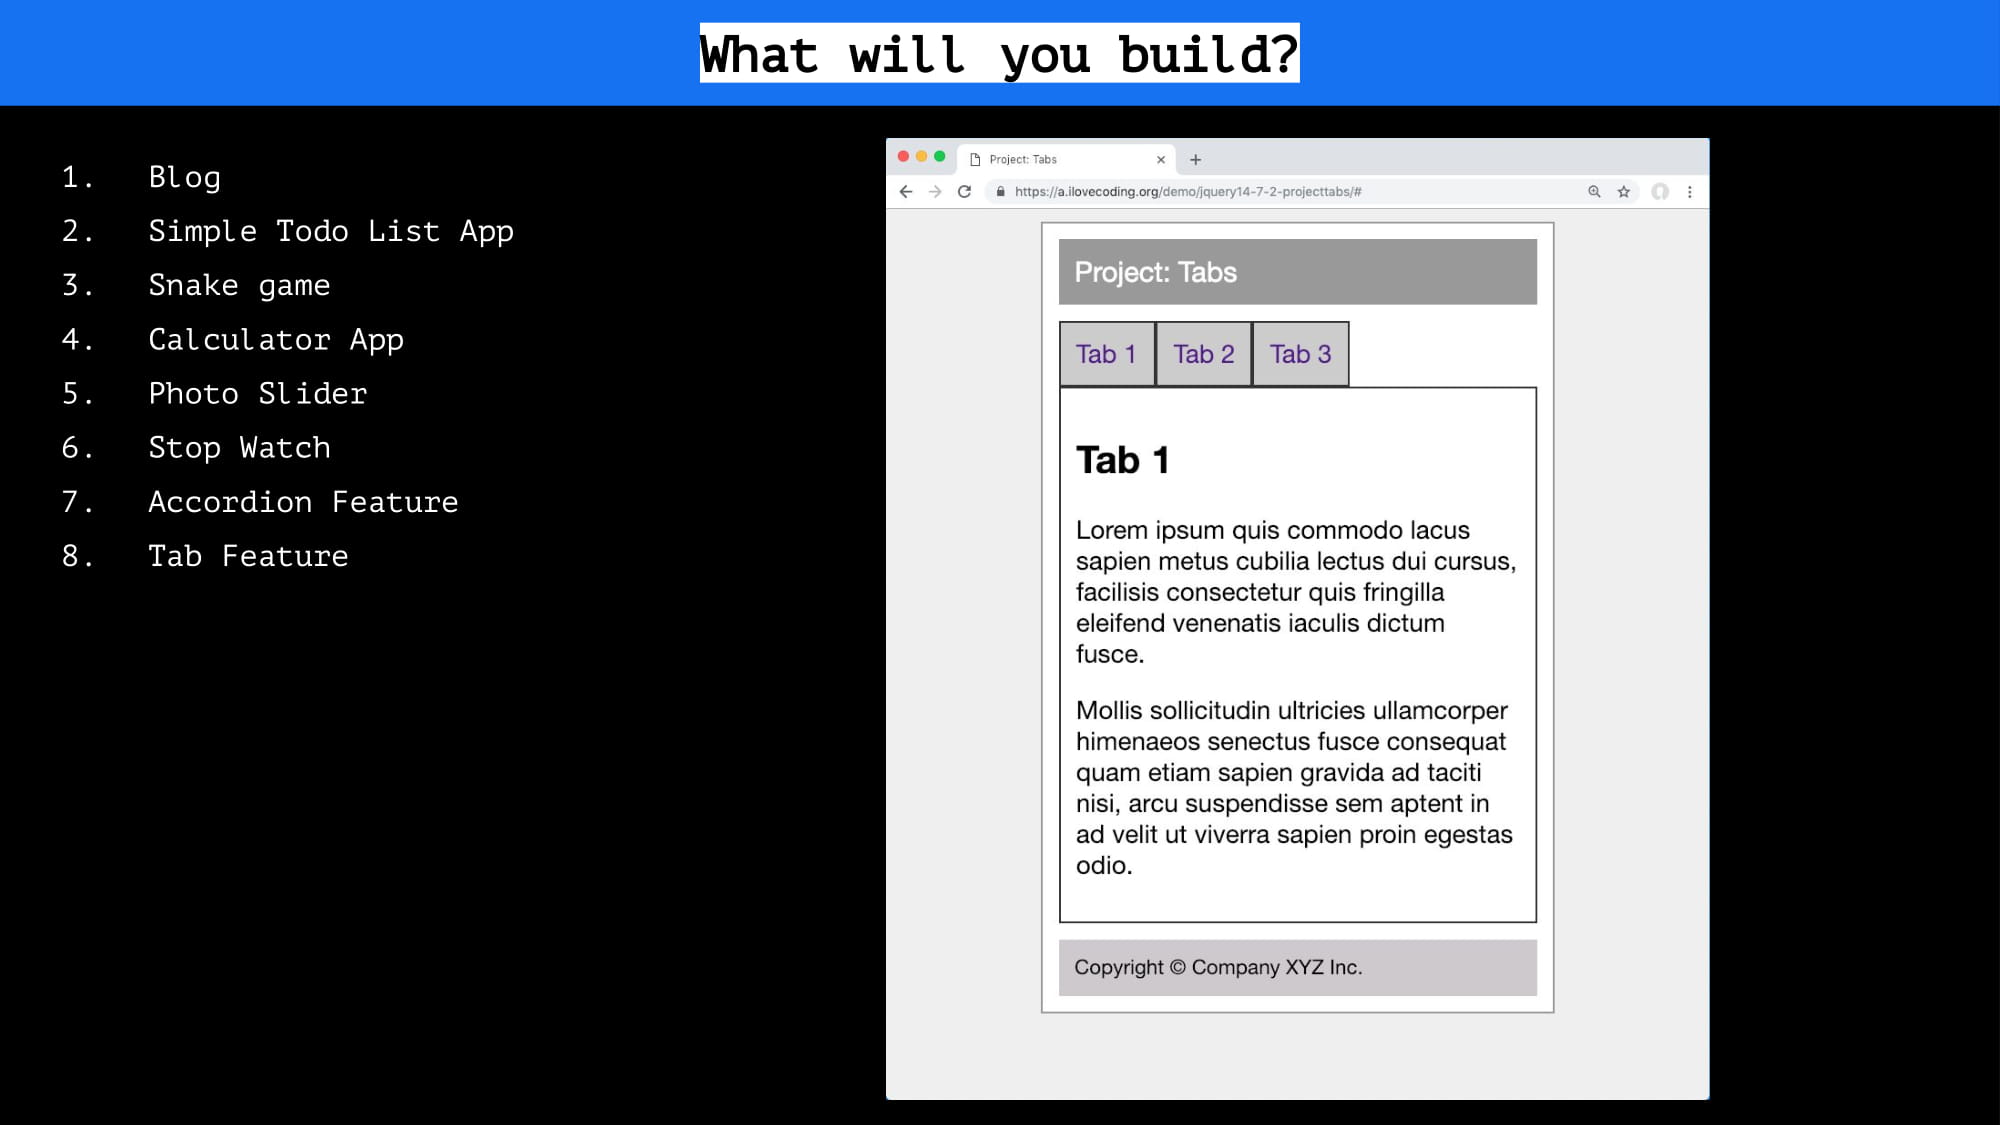 What will you build?
1. Blog
2. Simple Todo List App
3. Snake game
4. Calculator App
5. Photo Slider
6. Stop Watch
7. Accordion Feature
8. Tab Feature
Project: Tabs
https://a.ilovecoding.org/demo/jquery14-7-2-projecttabs/#
Project: Tabs
Tab 1 Tab 2 Tab 3
Tab 1
Lorem ipsum quis commodo lacus
sapien metus cubilia lectus dui cursus,
facilisis consectetur quis fringilla
eleifend venenatis iaculis dictum
fusce.
Mollis sollicitudin ultricies ullamcorper
himenaeos senectus fusce consequat
quam etiam sapien gravida ad taciti
nisi, arcu suspendisse sem aptent in
ad velit ut viverra sapien proin egestas
odio.
Copyright © Company XYZ Inc.